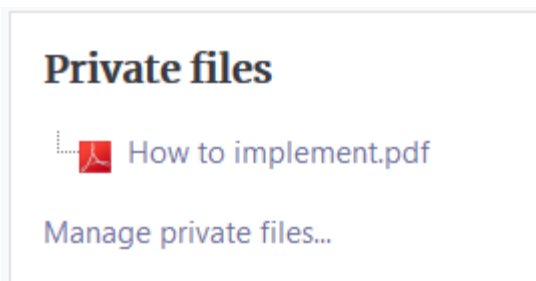 Private files
How to implement.pdf
Manage private files...